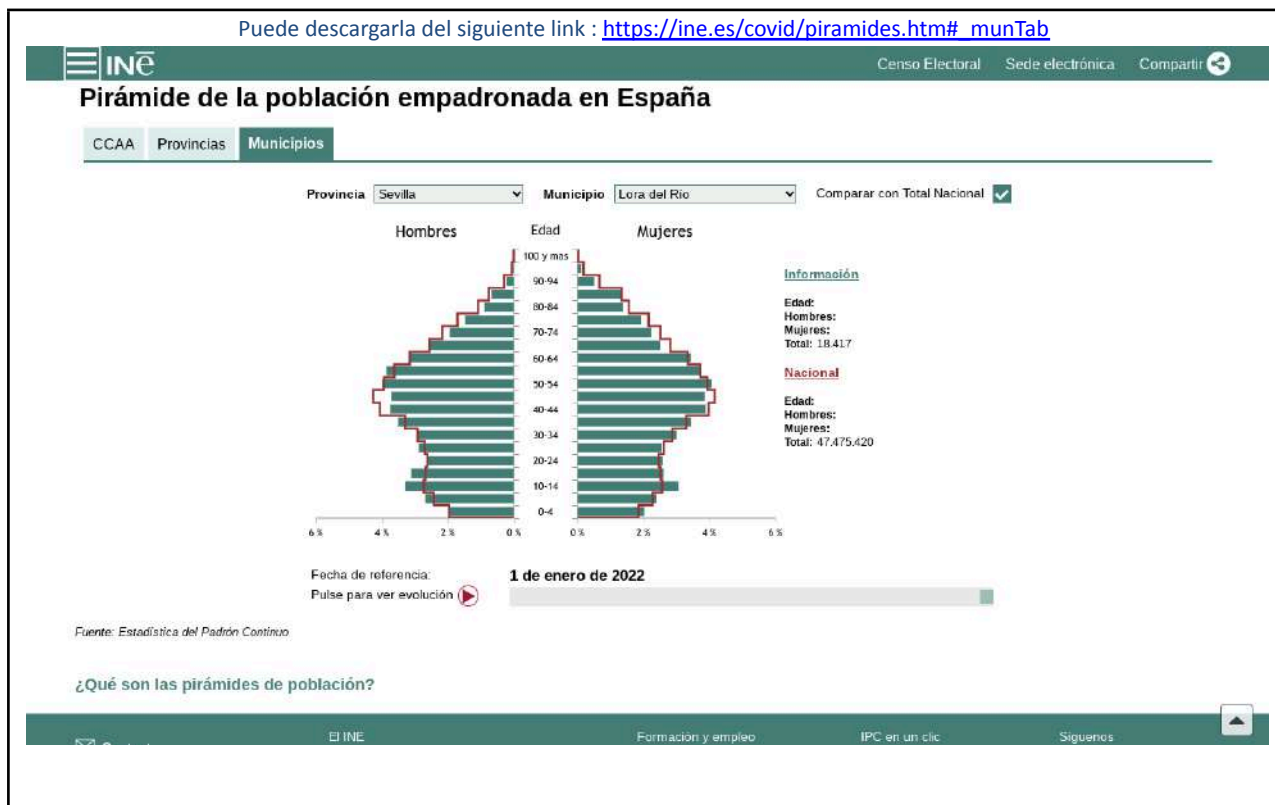 Puede descargarla del siguiente link : https://ine.es/covid/piramides.htm#_munTab
INe
Censo Electoral Sede electrónica Compartir
Pirámide de la población empadronada en España
CCAA Provincias Municipios
Provincia Sevilla Municipio Lora del Rio Comparar con Total Nacional
Hombres Edad Mujeres
100 y mas
90-94
80-84
70-74
60-64
50-54
40-44
30-34
20-24
10-14
0-4
6 % 4 % 2 % 0 % 0 % 2 % 4 % 6 %
Información
Edad:
Hombres:
Mujeres:
Total: 18.417
Nacional
Edad:
Hombres:
Mujeres:
Total: 47.475.420
Fecha de referencia: 1 de enero de 2022
Pulse para ver evolución
Fuente: Estadística del Padrón Continuo
¿Qué son las pirámides de población?
El INE Formación y empleo IPC en un clic Síguenos